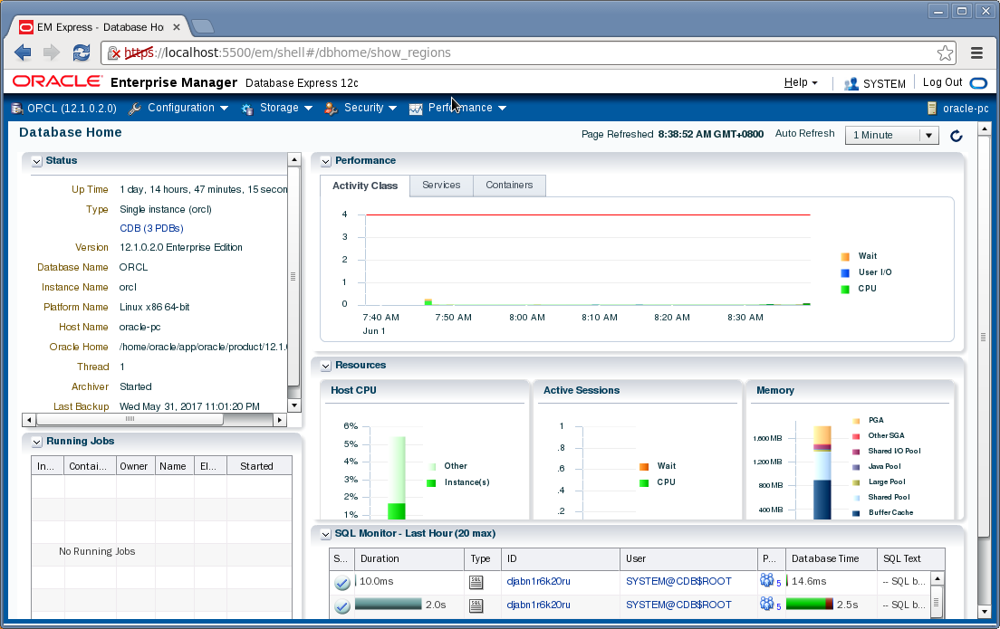 EM Express - Database Ho
https://localhost:5500/em/shell#/dbhome/show_regions
ORACLE Enterprise Manager Database Express 12c
Help
SYSTEM
Log Out
ORCL (12.1.0.2.0) Configuration Storage Security Performance oracle-pc
Database Home
Page Refreshed 8:38:52 AM GMT+0800 Auto Refresh 1 Minute
Status
Up Time 1 day, 14 hours, 47 minutes, 15 secon
Type Single instance (orcl)
CDB (3 PDBs)
Version 12.1.0.2.0 Enterprise Edition
Database Name ORCL
Instance Name orcl
Platform Name Linux x86 64-bit
Host Name oracle-pc
Oracle Home /home/oracle/app/oracle/product/12.1.
Thread 1
Archiver Started
Last Backup Wed May 31, 2017 11:01:20 PM
Running Jobs
In... Contai... Owner Name El... Started
No Running Jobs
Performance
Activity Class Services Containers
4
3
2
1
0
7:40 AM 7:50 AM 8:00 AM 8:10 AM 8:20 AM 8:30 AM
Jun 1
Wait
User I/O
CPU
Resources
Host CPU
6%
5%
4%
3%
2%
1%
Other
Instance(s)
Active Sessions
1
.8
.6
.4
.2
Wait
CPU
Memory
1,600 MB
1,200 MB
800 MB
400 MB
PGA
Other SGA
Shared I/O Pool
Java Pool
Large Pool
Shared Pool
Buffer Cache
SQL Monitor - Last Hour (20 max)
S... Duration Type ID User P... Database Time SQL Text
10.0ms SQL djabn1r6k20ru SYSTEM@CDB$ROOT 5 14.6ms -- SQL b...
2.0s SQL djabn1r6k20ru SYSTEM@CDB$ROOT 5 2.5s -- SQL b...